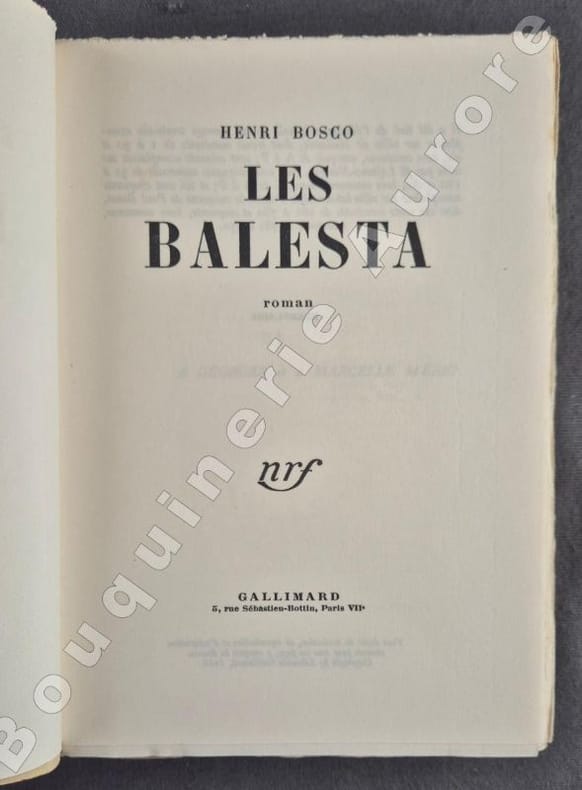 HENRI BOSCO
LES
BALESTA
roman
nrf
GALLIMARD
5, rue Sébastien-Bottin, Paris VIIe
Bouquinerie Aurore